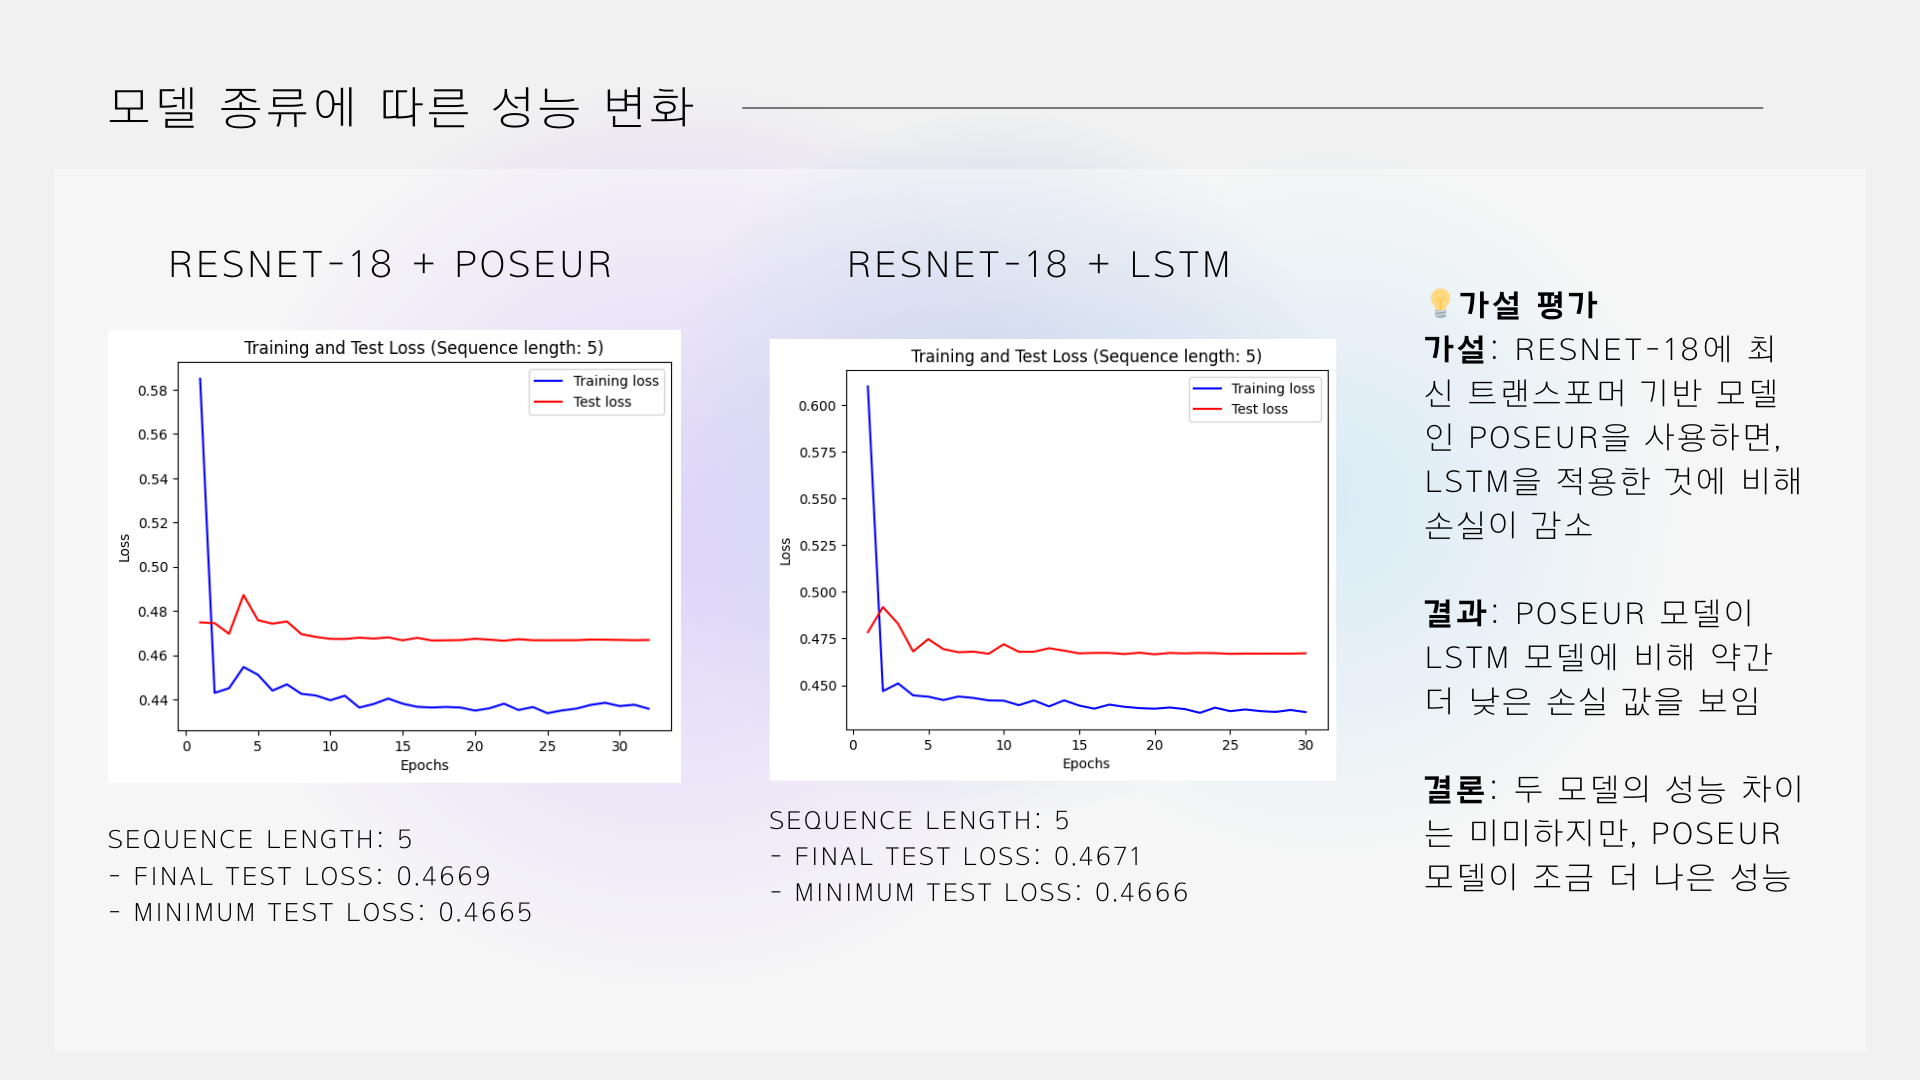 모델 종류에 따른 성능 변화
RESNET-18 + POSEUR
Training and Test Loss (Sequence length: 5)
Training loss
Test loss
0.58
0.56
0.54
0.52
0.50
0.48
0.46
0.44
Loss
0 5 10 15 20 25 30
Epochs
SEQUENCE LENGTH: 5
- FINAL TEST LOSS: 0.4669
- MINIMUM TEST LOSS: 0.4665
RESNET-18 + LSTM
Training and Test Loss (Sequence length: 5)
Training loss
Test loss
0.600
0.575
0.550
0.525
0.500
0.475
0.450
Loss
0 5 10 15 20 25 30
Epochs
SEQUENCE LENGTH: 5
- FINAL TEST LOSS: 0.4671
- MINIMUM TEST LOSS: 0.4666
💡가설 평가
가설: RESNET-18에 최
신 트랜스포머 기반 모델
인 POSEUR을 사용하면,
LSTM을 적용한 것에 비해
손실이 감소
결과: POSEUR 모델이
LSTM 모델에 비해 약간
더 낮은 손실 값을 보임
결론: 두 모델의 성능 차이
는 미미하지만, POSEUR
모델이 조금 더 나은 성능